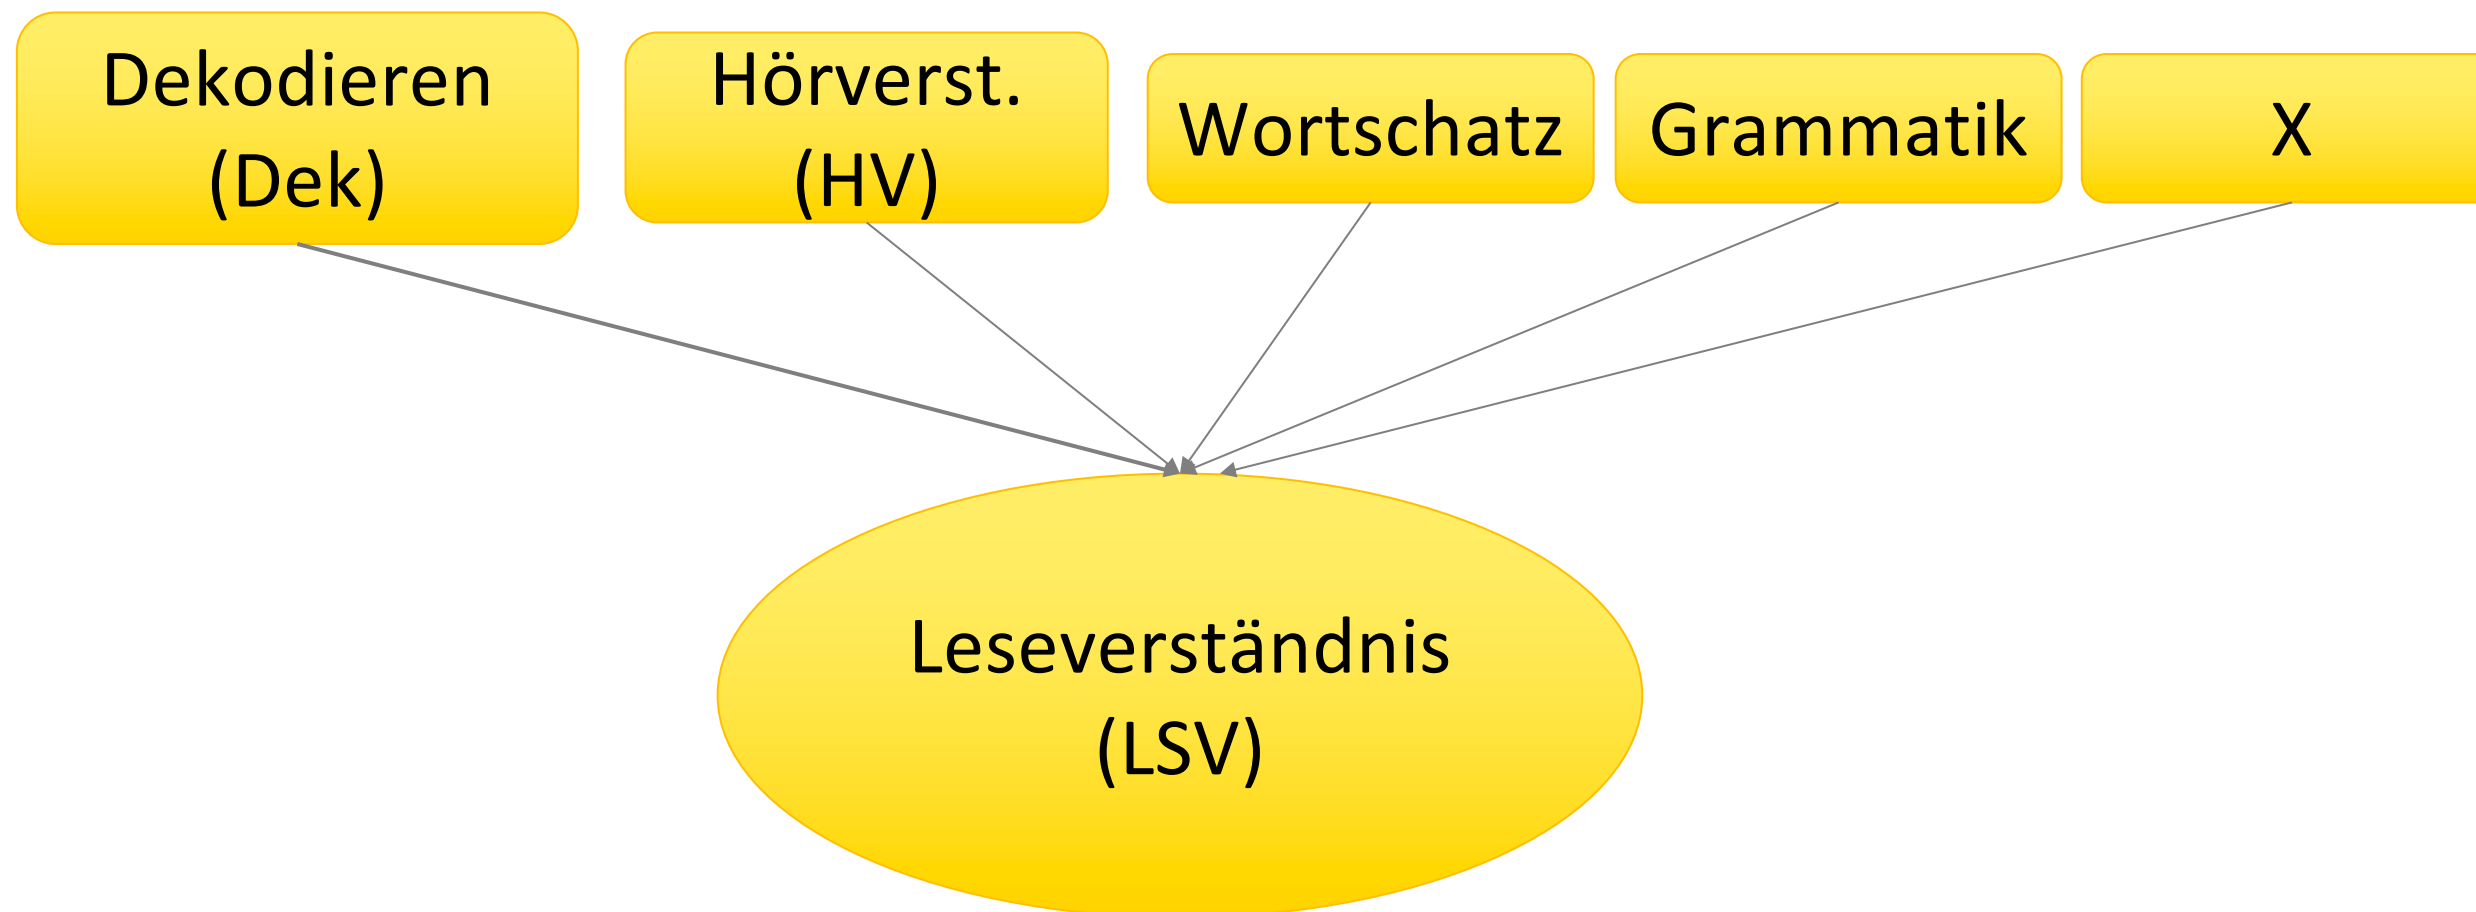 Dekodieren
(Dek)
Hörverst.
(HV)
Wortschatz
Grammatik
X
Leseverständnis
(LSV)